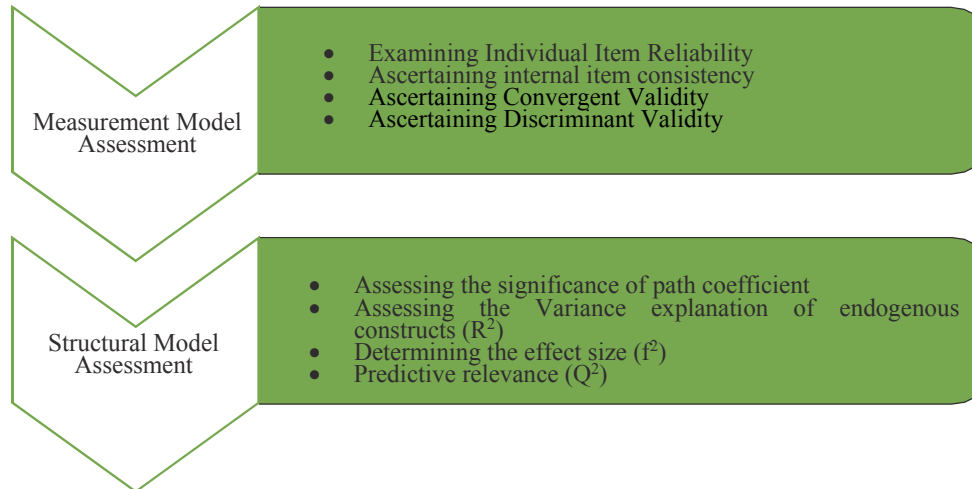 Measurement Model
Assessment
• Examining Individual Item Reliability
• Ascertaining internal item consistency
• Ascertaining Convergent Validity
• Ascertaining Discriminant Validity
Structural Model
Assessment
• Assessing the significance of path coefficient
• Assessing the Variance explanation of endogenous
constructs (R²)
• Determining the effect size (f²)
• Predictive relevance (Q²)